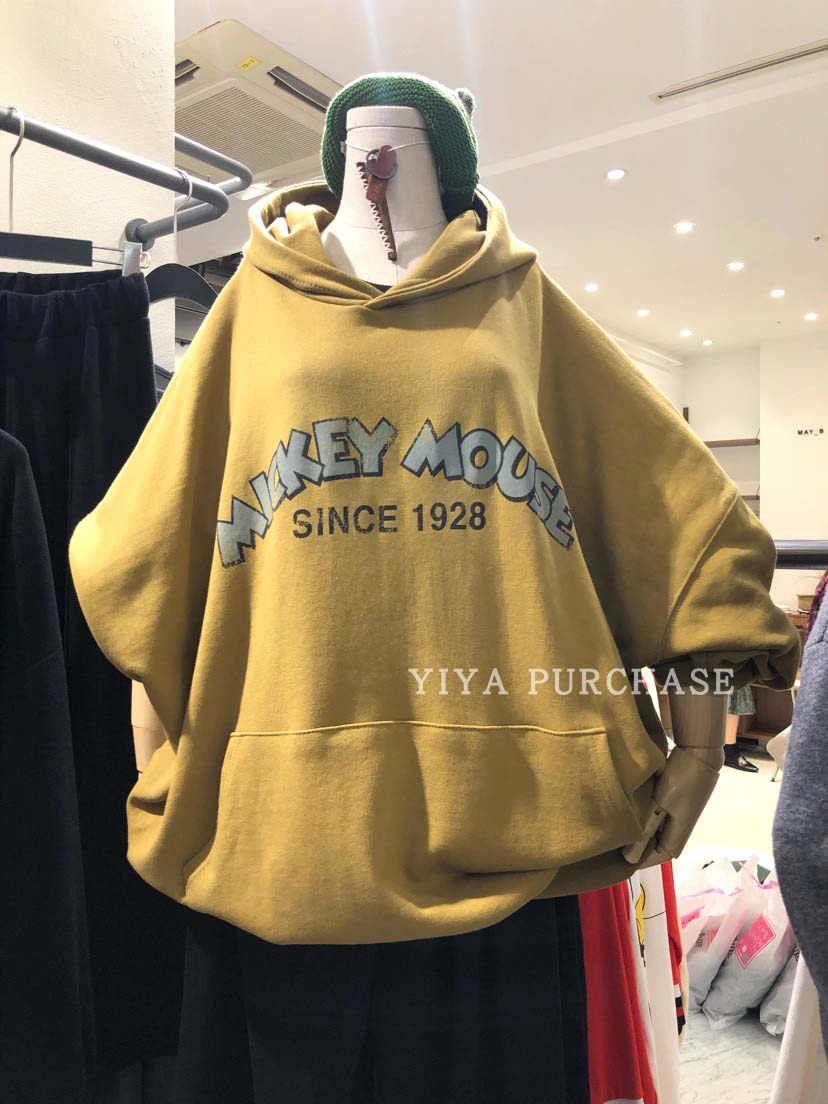 MICKEY MOUSE
SINCE 1928
YIYA PURCHASE
MAY_B